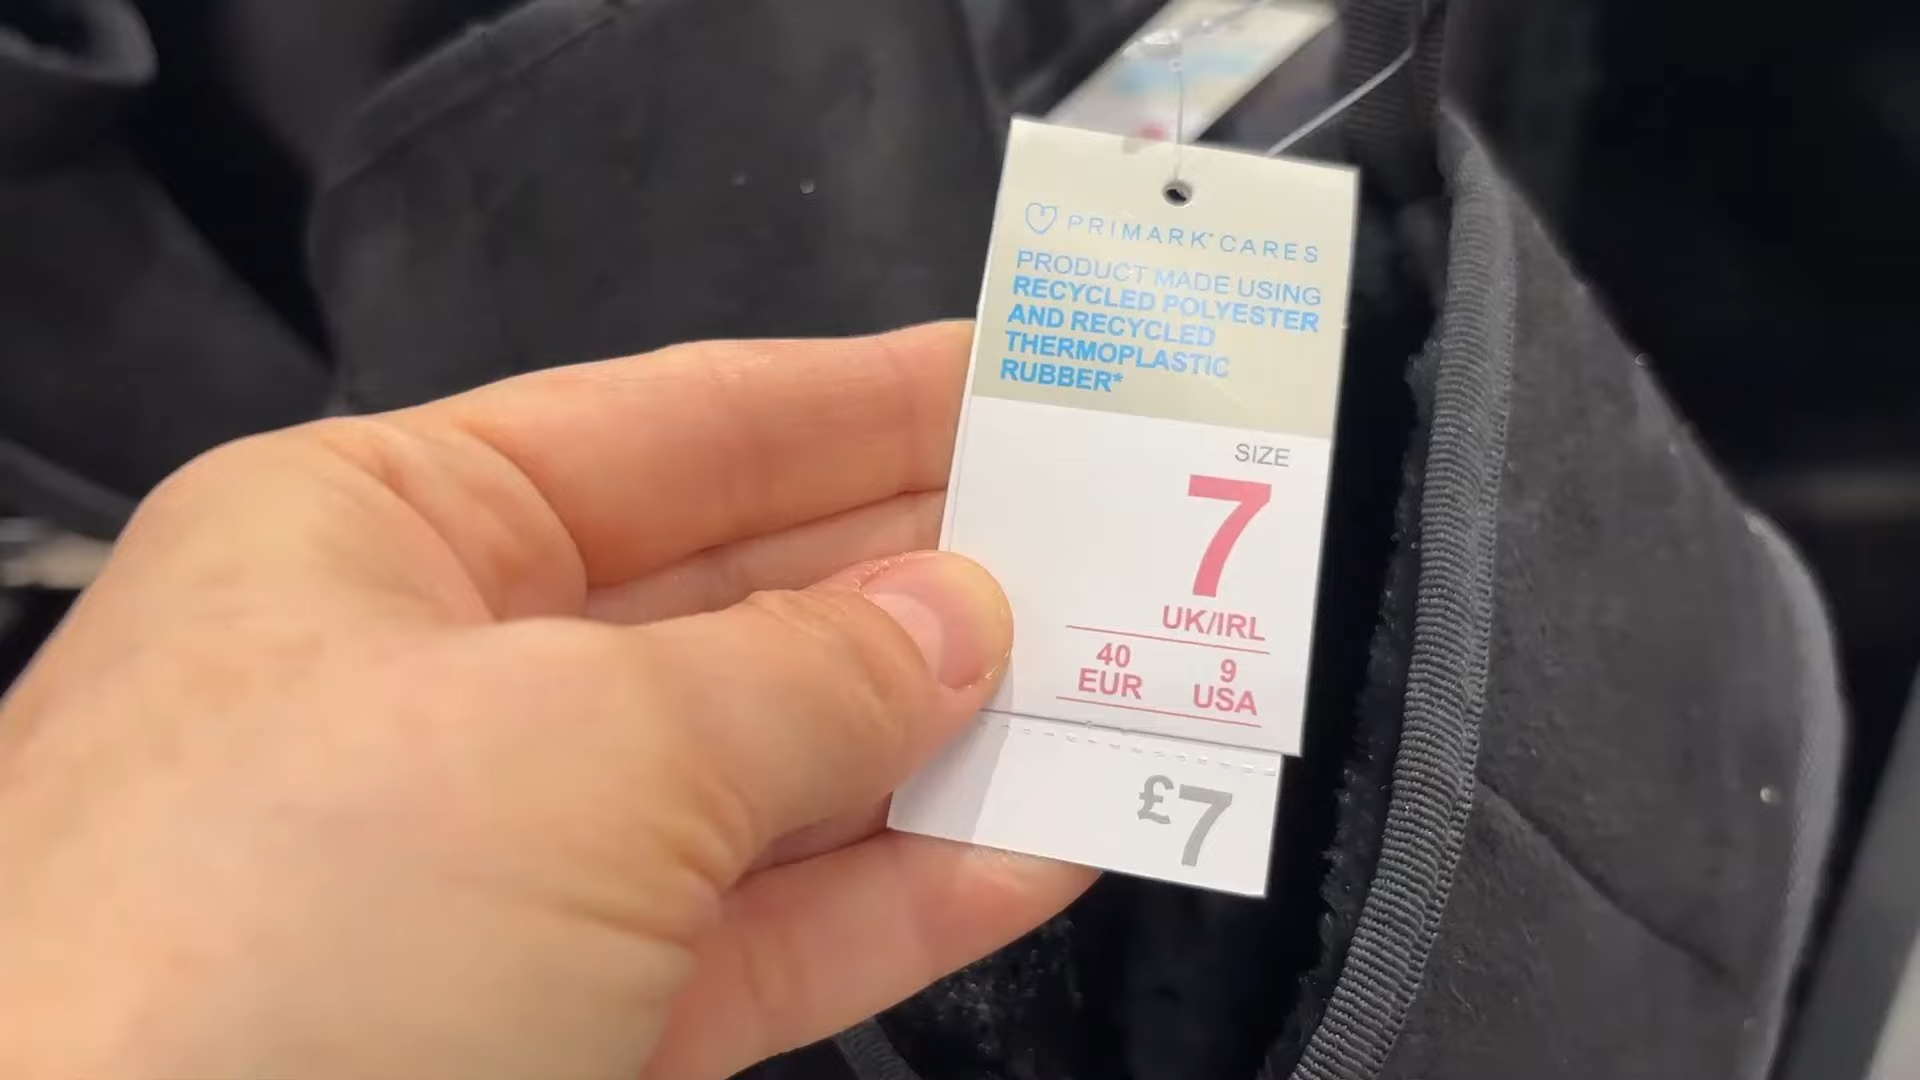 PRIMARK® CARES
PRODUCT MADE USING
RECYCLED POLYESTER
AND RECYCLED
THERMOPLASTIC
RUBBER*
SIZE
7
UK/IRL
40 9
EUR USA
£7